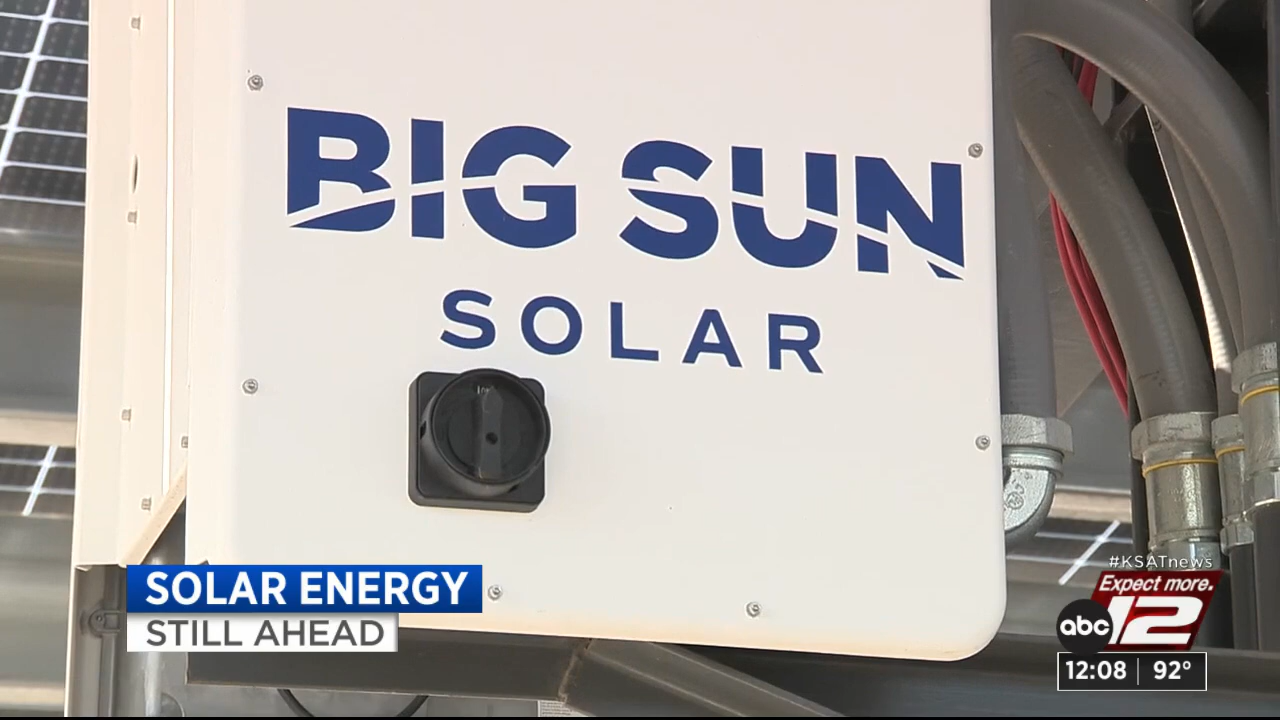 BIG SUN
SOLAR
SOLAR ENERGY
STILL AHEAD
#KSATnews
Expect more.
abc 12
12:08 92°